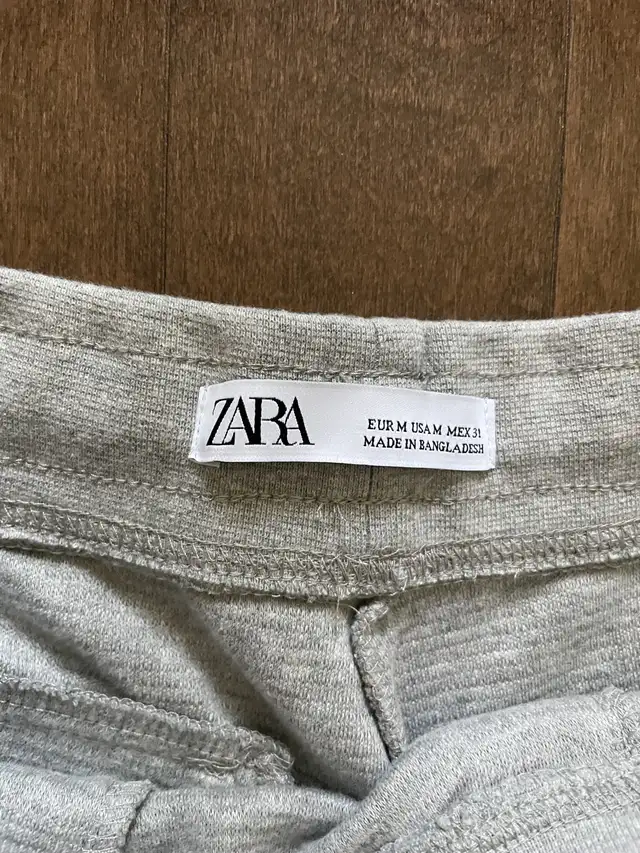 ZARA
EUR M USA M MEX 31
MADE IN BANGLADESH